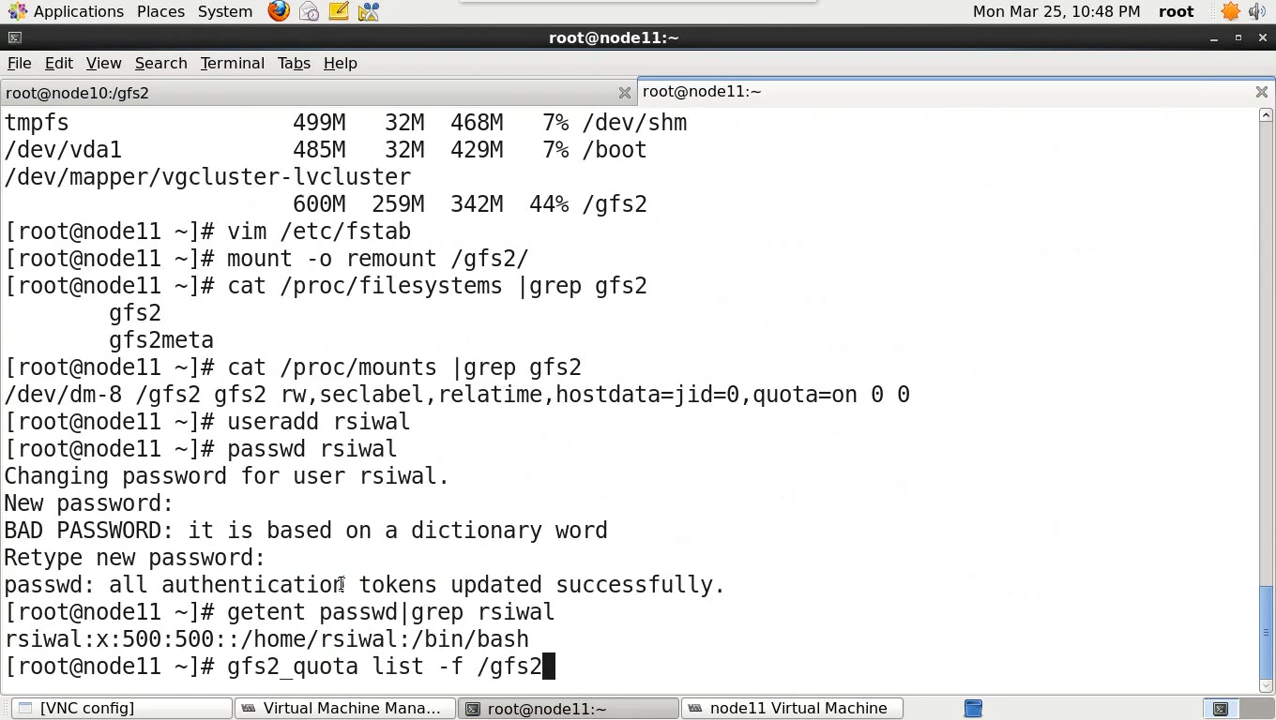 Applications Places System Mon Mar 25, 10:48 PM root
root@node11:~
File Edit View Search Terminal Tabs Help
root@node10:/gfs2 root@node11:~
tmpfs 499M 32M 468M 7% /dev/shm
/dev/vda1 485M 32M 429M 7% /boot
/dev/mapper/vgcluster-lvcluster
600M 259M 342M 44% /gfs2
[root@node11 ~]# vim /etc/fstab
[root@node11 ~]# mount -o remount /gfs2/
[root@node11 ~]# cat /proc/filesystems |grep gfs2
gfs2
gfs2meta
[root@node11 ~]# cat /proc/mounts |grep gfs2
/dev/dm-8 /gfs2 gfs2 rw,seclabel,relatime,hostdata=jid=0,quota=on 0 0
[root@node11 ~]# useradd rsiwal
[root@node11 ~]# passwd rsiwal
Changing password for user rsiwal.
New password:
BAD PASSWORD: it is based on a dictionary word
Retype new password:
passwd: all authentication tokens updated successfully.
[root@node11 ~]# getent passwd|grep rsiwal
rsiwal:x:500:500::/home/rsiwal:/bin/bash
[root@node11 ~]# gfs2_quota list -f /gfs2
[VNC config] Virtual Machine Mana... root@node11:~ node11 Virtual Machine